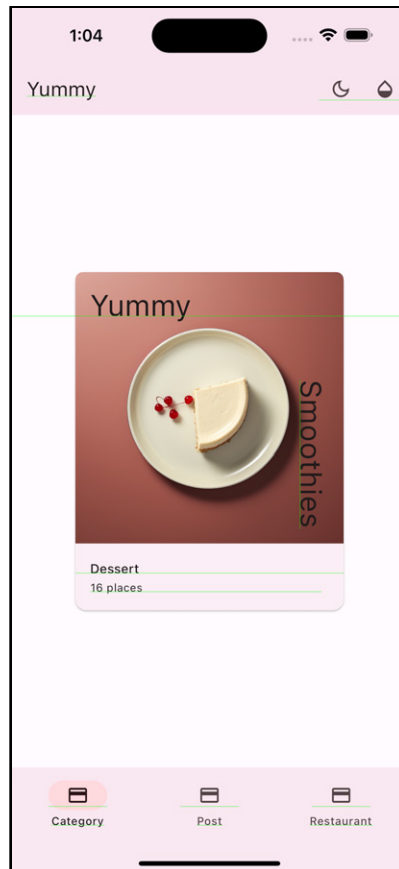 1:04
Yummy
Yummy
Smoothies
Dessert
16 places
Category
Post
Restaurant